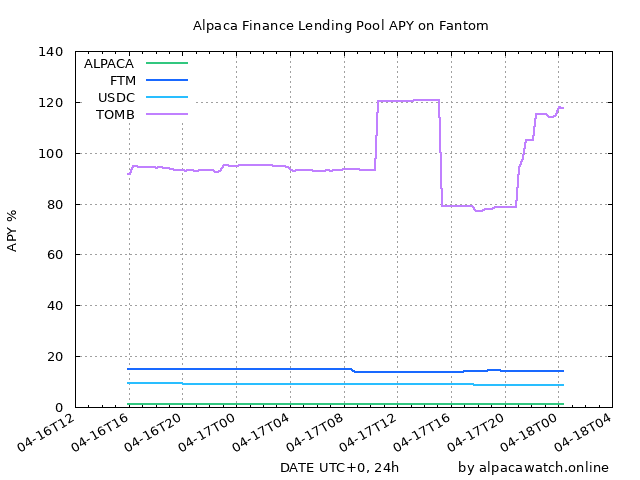 Alpaca Finance Lending Pool APY on Fantom
140
120
100
80
60
40
20
0
APY %
ALPACA
FTM
USDC
TOMB
04-16T12
04-16T16
04-16T20
04-17T00
04-17T04
04-17T08
04-17T12
04-17T16
04-17T20
04-18T00
04-18T04
DATE UTC+0, 24h
by alpacawatch.online